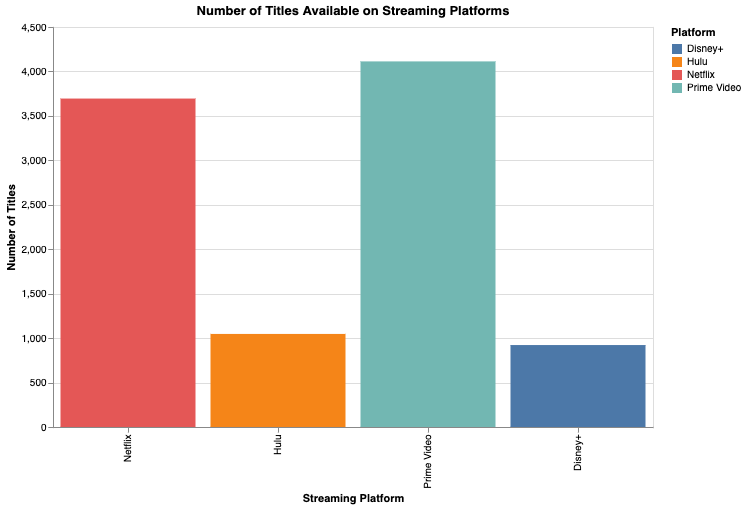 Number of Titles Available on Streaming Platforms
Number of Titles
4,500
4,000
3,500
3,000
2,500
2,000
1,500
1,000
500
0
Netflix
Hulu
Prime Video
Disney+
Streaming Platform
Platform
Disney+
Hulu
Netflix
Prime Video